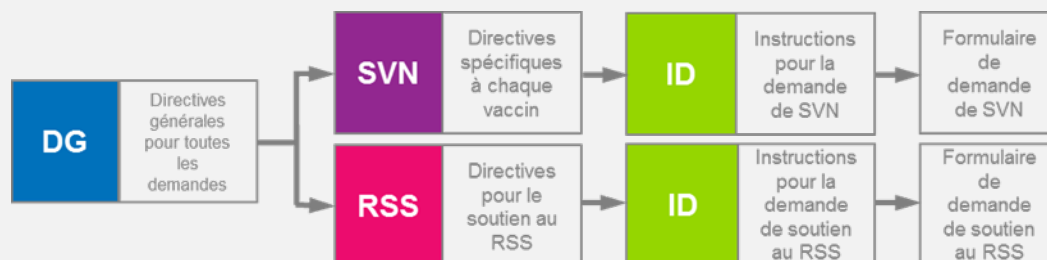 DG
Directives
générales
pour toutes
les
demandes
SVN
Directives
spécifiques
à chaque
vaccin
ID
Instructions
pour la
demande
de SVN
Formulaire
de
demande
de SVN
RSS
Directives
pour le
soutien au
RSS
ID
Instructions
pour la
demande
de soutien
au RSS
Formulaire
de
demande
de soutien
au RSS